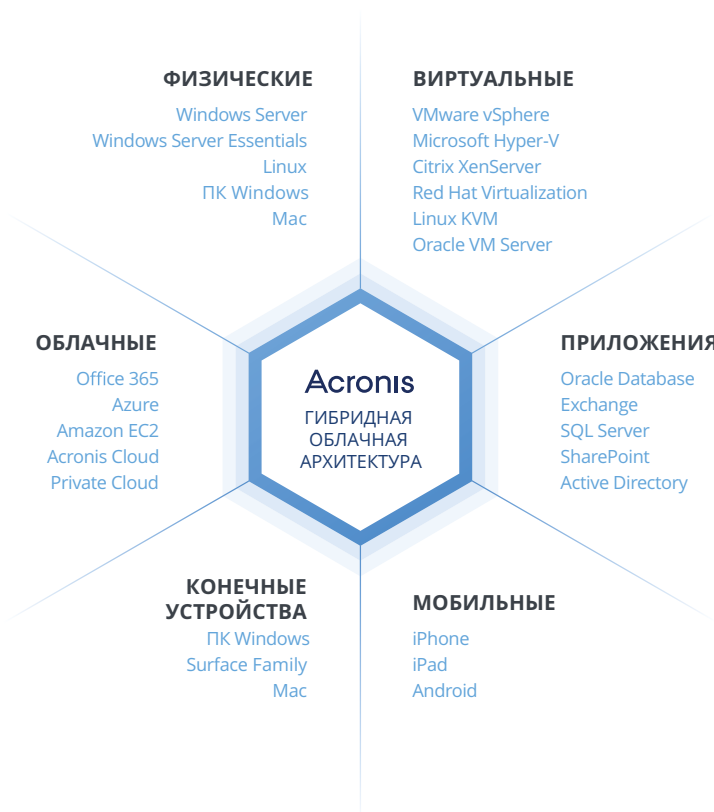 ФИЗИЧЕСКИЕ
Windows Server
Windows Server Essentials
Linux
ПК Windows
Mac
ВИРТУАЛЬНЫЕ
VMware vSphere
Microsoft Hyper-V
Citrix XenServer
Red Hat Virtualization
Linux KVM
Oracle VM Server
ОБЛАЧНЫЕ
Office 365
Azure
Amazon EC2
Acronis Cloud
Private Cloud
Acronis
ГИБРИДНАЯ
ОБЛАЧНАЯ
АРХИТЕКТУРА
ПРИЛОЖЕНИЯ
Oracle Database
Exchange
SQL Server
SharePoint
Active Directory
КОНЕЧНЫЕ
УСТРОЙСТВА
ПК Windows
Surface Family
Mac
МОБИЛЬНЫЕ
iPhone
iPad
Android